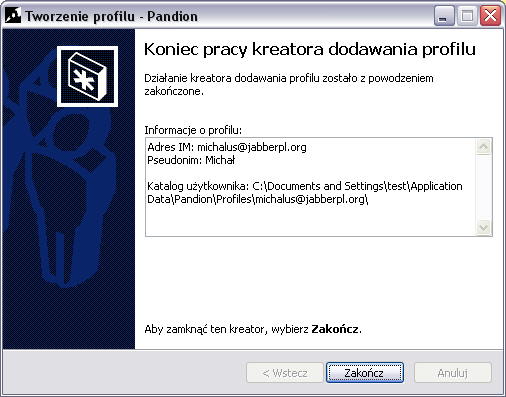 Tworzenie profilu - Pandion
Koniec pracy kreatora dodawania profilu
Działanie kreatora dodawania profilu zostało z powodzeniem
zakończone.
Informacje o profilu:
Adres IM: michalus@jabberpl.org
Pseudonim: Michał
Katalog użytkownika: C:\Documents and Settings\test\Application
Data\Pandion\Profiles\michalus@jabberpl.org\
Aby zamknąć ten kreator, wybierz Zakończ.
< Wstecz
Zakończ
Anuluj